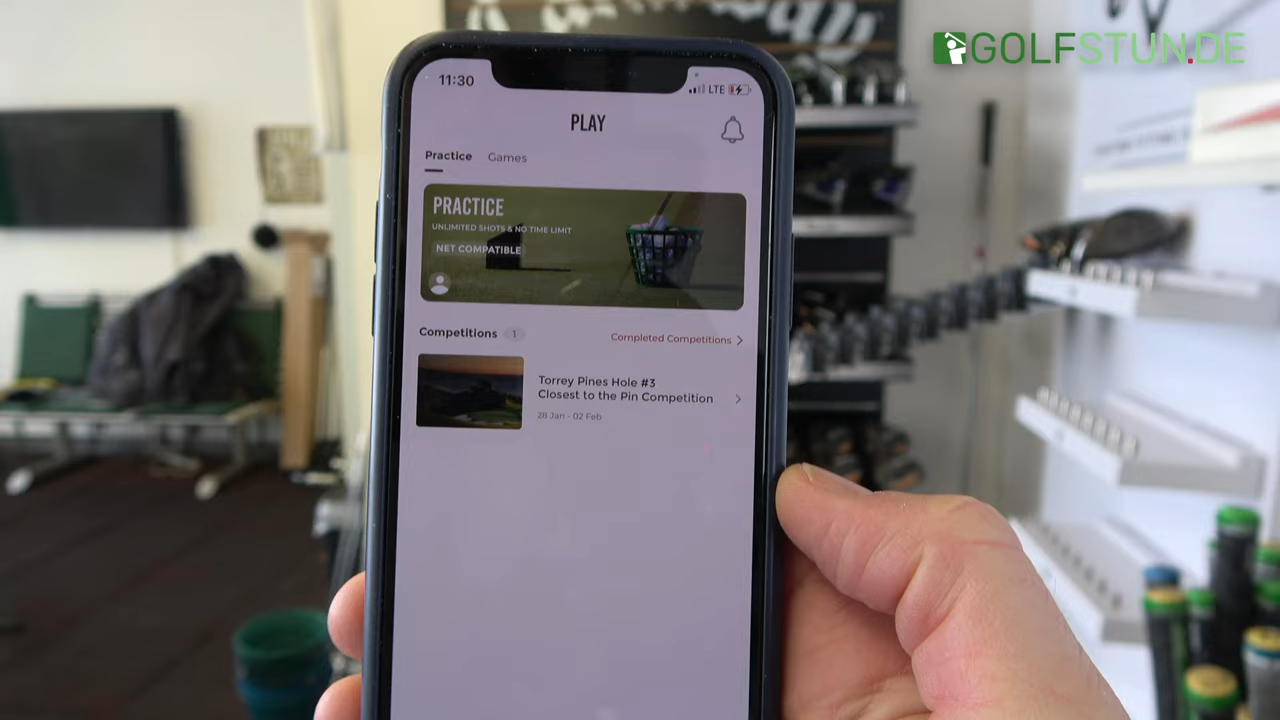 GOLFSTUN.DE
11:30
LTE
PLAY
Practice Games
PRACTICE
UNLIMITED SHOTS & NO TIME LIMIT
NET COMPATIBLE
Competitions 1
Completed Competitions
Torrey Pines Hole #3
Closest to the Pin Competition
28 Jan - 02 Feb